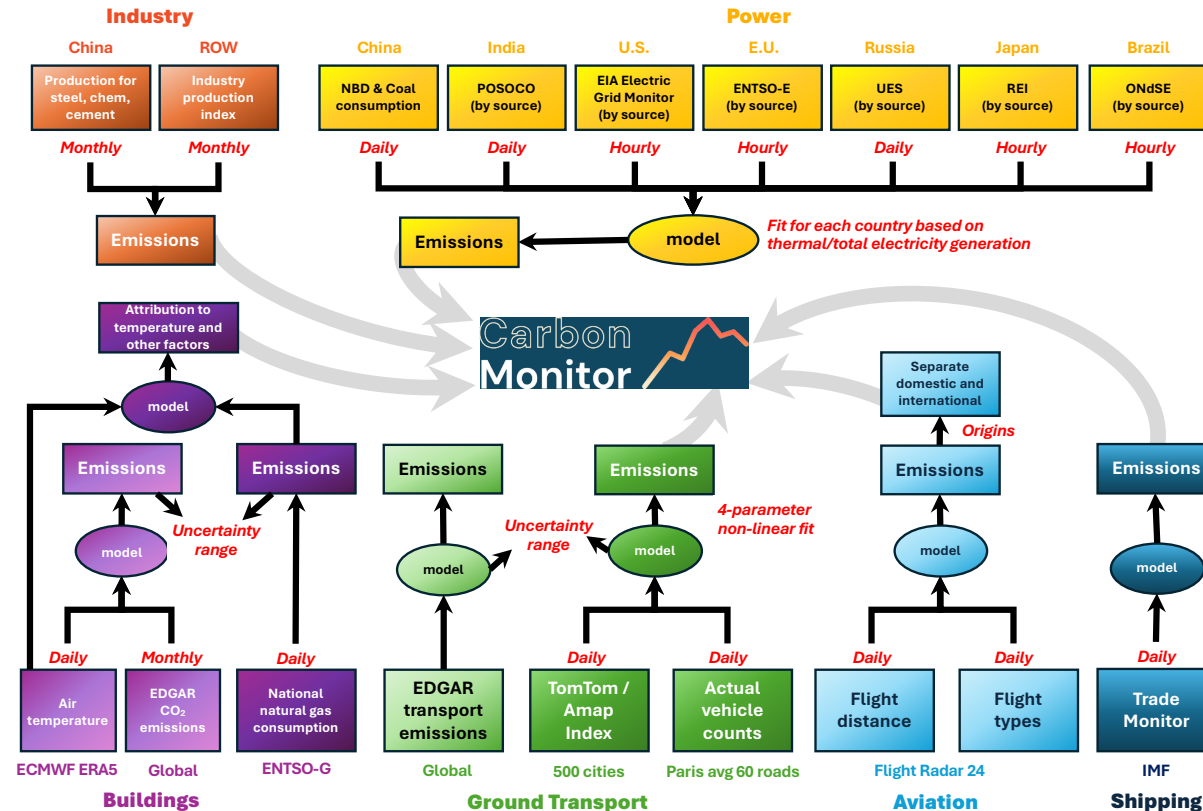 Industry
Power
China
ROW
China
India
U.S.
E.U.
Russia
Japan
Brazil
Production for
steel, chem,
cement
Industry
production
index
NBD & Coal
consumption
POSOCO
(by source)
EIA Electric
Grid Monitor
(by source)
ENTSO-E
(by source)
UES
(by source)
REI
(by source)
ONdSE
(by source)
Monthly
Monthly
Daily
Daily
Hourly
Hourly
Daily
Hourly
Hourly
Emissions
Emissions
model
Fit for each country based on
thermal/total electricity generation
Attribution to
temperature and
other factors
Carbon
Monitor
model
Separate
domestic and
international
Origins
Emissions
Emissions
Emissions
Emissions
Emissions
Emissions
Uncertainty
range
Uncertainty
range
4-parameter
non-linear fit
model
model
model
model
model
Daily
Monthly
Daily
Daily
Daily
Daily
Daily
Daily
Air
temperature
EDGAR
CO₂
emissions
National
natural gas
consumption
EDGAR
transport
emissions
TomTom /
Amap
Index
Actual
vehicle
counts
Flight
distance
Flight
types
Trade
Monitor
ECMWF ERA5
Global
ENTSO-G
Global
500 cities
Paris avg 60 roads
Flight Radar 24
IMF
Buildings
Ground Transport
Aviation
Shipping